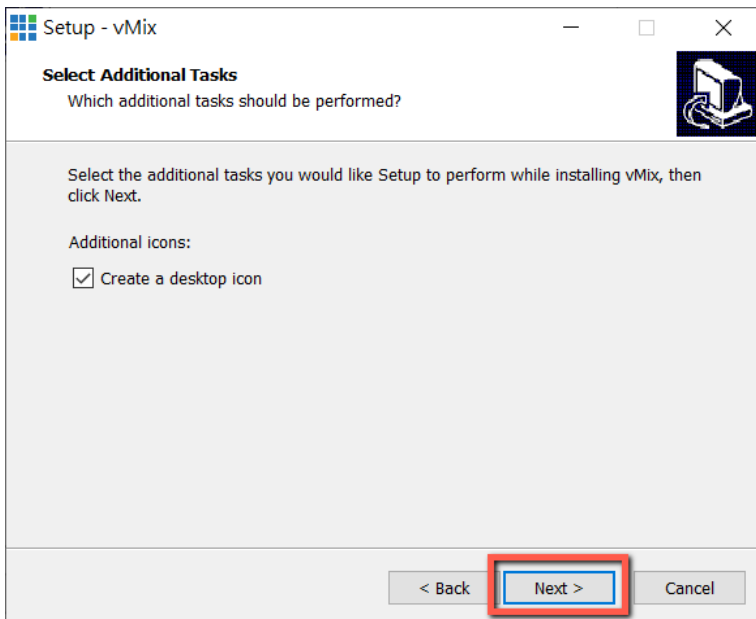 Setup - vMix
Select Additional Tasks
Which additional tasks should be performed?
Select the additional tasks you would like Setup to perform while installing vMix, then
click Next.
Additional icons:
Create a desktop icon
< Back Next > Cancel